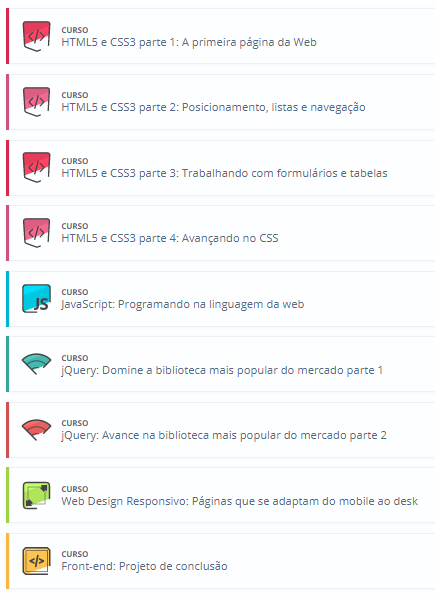 CURSO
HTML5 e CSS3 parte 1: A primeira página da Web
CURSO
HTML5 e CSS3 parte 2: Posicionamento, listas e navegação
CURSO
HTML5 e CSS3 parte 3: Trabalhando com formulários e tabelas
CURSO
HTML5 e CSS3 parte 4: Avançando no CSS
JS
CURSO
JavaScript: Programando na linguagem da web
CURSO
jQuery: Domine a biblioteca mais popular do mercado parte 1
CURSO
jQuery: Avance na biblioteca mais popular do mercado parte 2
CURSO
Web Design Responsivo: Páginas que se adaptam do mobile ao desk
CURSO
Front-end: Projeto de conclusão